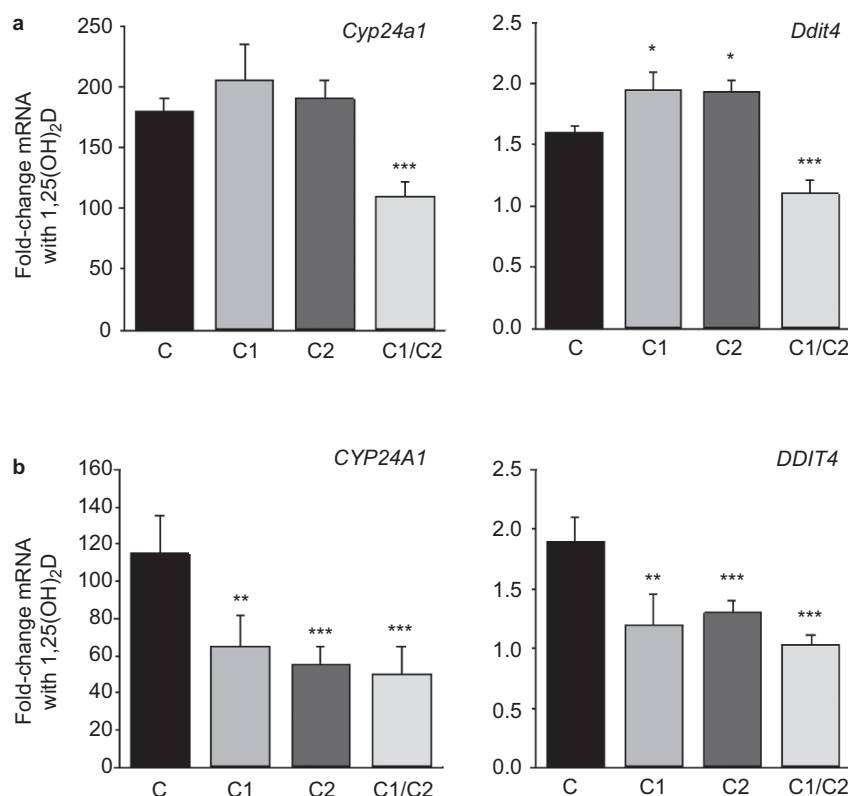 a
Cyp24a1
Fold-change mRNA
with 1,25(OH)₂D
250
200
150
100
50
0
***
C
C1
C2
C1/C2
Ddit4
2.5
2.0
1.5
1.0
0.5
0.0
*
*
***
C
C1
C2
C1/C2
b
CYP24A1
Fold-change mRNA
with 1,25(OH)₂D
160
140
120
100
80
60
40
20
0
**
***
***
C
C1
C2
C1/C2
DDIT4
2.5
2.0
1.5
1.0
0.5
0.0
**
***
***
C
C1
C2
C1/C2